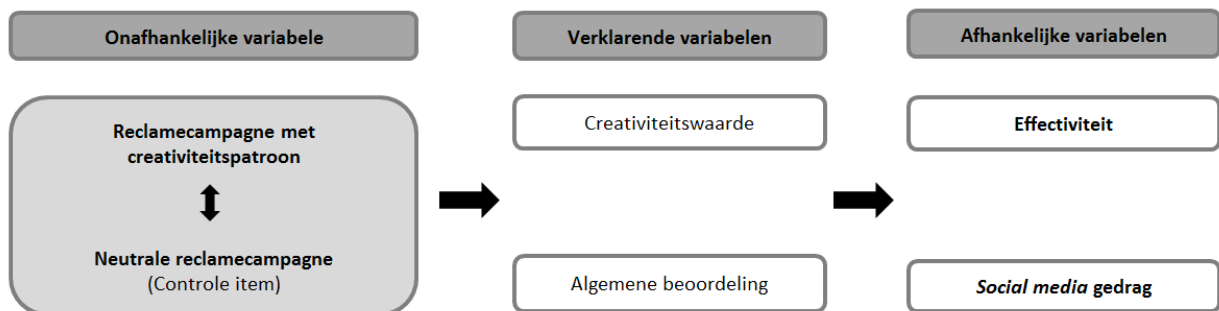 Onafhankelijke variabele
Verklarende variabelen
Afhankelijke variabelen
Reclamecampagne met
creativiteitspatroon
Neutrale reclamecampagne
(Controle item)
Creativiteitswaarde
Algemene beoordeling
Effectiviteit
Social media gedrag